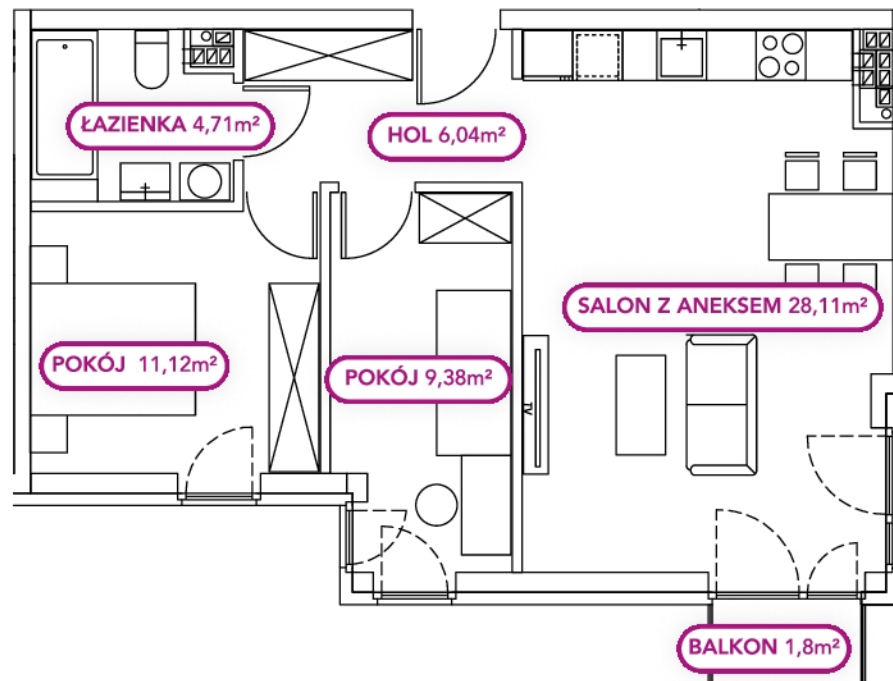 ŁAZIENKA 4,71m²
HOL 6,04m²
SALON Z ANEKSEM 28,11m²
POKÓJ 11,12m²
POKÓJ 9,38m²
TV
BALKON 1,8m²